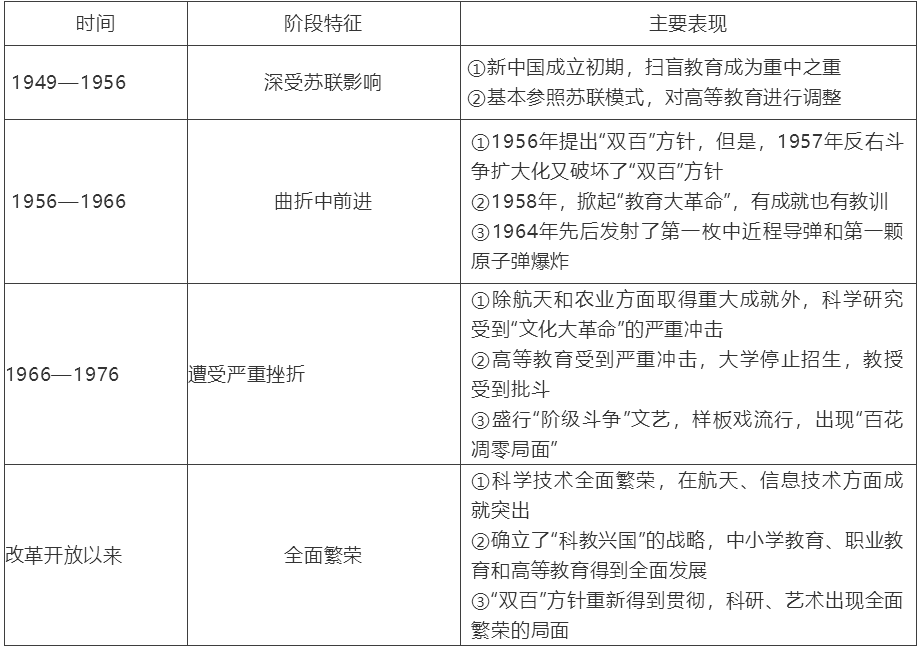 时间 阶段特征 主要表现
1949—1956 深受苏联影响
①新中国成立初期，扫盲教育成为重中之重
②基本参照苏联模式，对高等教育进行调整
1956—1966 曲折中前进
①1956年提出“双百”方针，但是，1957年反右斗
争扩大化又破坏了“双百”方针
②1958年，掀起“教育大革命”，有成就也有教训
③1964年先后发射了第一枚中近程导弹和第一颗
原子弹爆炸
1966—1976 遭受严重挫折
①除航天和农业方面取得重大成就外，科学研究
受到“文化大革命”的严重冲击
②高等教育受到严重冲击，大学停止招生，教授
受到批斗
③盛行“阶级斗争”文艺，样板戏流行，出现“百花
凋零局面”
改革开放以来 全面繁荣
①科学技术全面繁荣，在航天、信息技术方面成
就突出
②确立了“科教兴国”的战略，中小学教育、职业教
育和高等教育得到全面发展
③“双百”方针重新得到贯彻，科研、艺术出现全面
繁荣的局面